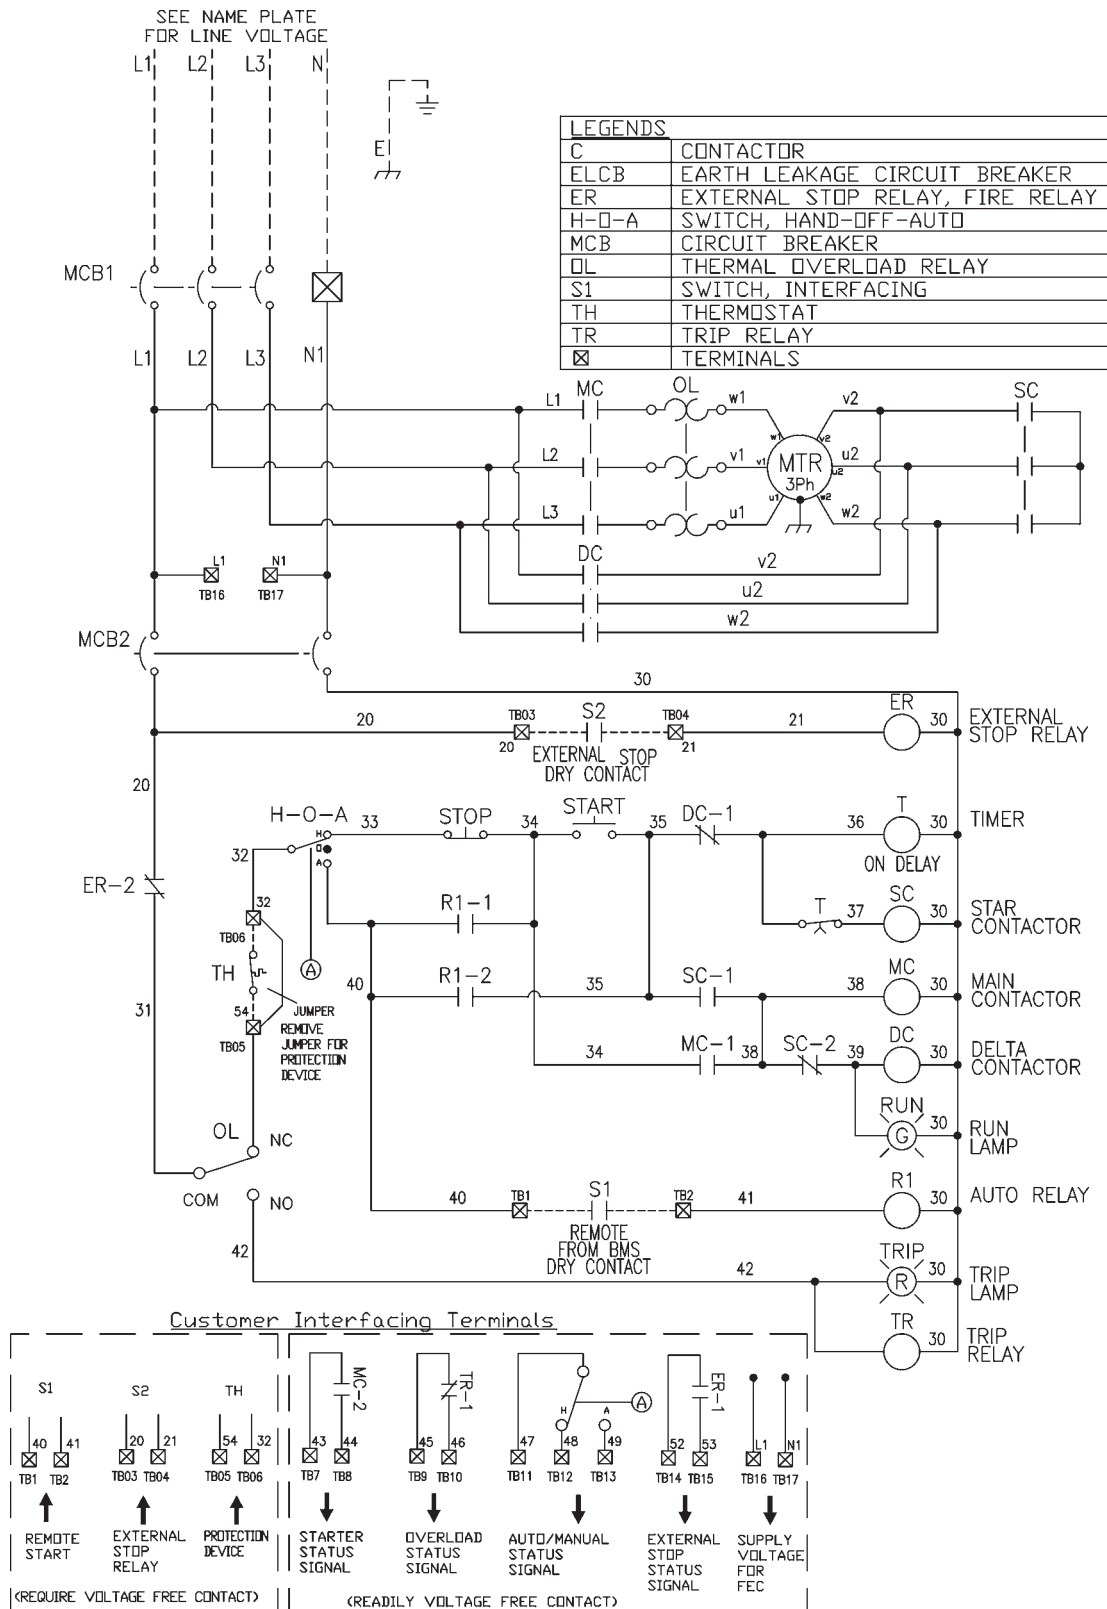 SEE NAME PLATE
FOR LINE VOLTAGE
L1 L2 L3 N
E
LEGENDS
C CONTACTOR
ELCB EARTH LEAKAGE CIRCUIT BREAKER
ER EXTERNAL STOP RELAY, FIRE RELAY
H-O-A SWITCH, HAND-OFF-AUTO
MCB CIRCUIT BREAKER
OL THERMAL OVERLOAD RELAY
S1 SWITCH, INTERFACING
TH THERMOSTAT
TR TRIP RELAY
TERMINALS
MCB1
L1 L2 L3 N1
MC OL SC
L1 w1 v2
w1 v2
L2 v1 v1 MTR u2 u2
3Ph
L3 u1 u1 w2 w2
DC
v2
u2
w2
L1 N1
TB16 TB17
MCB2
30
20 TB03 S2 TB04 21 ER 30 EXTERNAL
STOP RELAY
20 21
EXTERNAL STOP
DRY CONTACT
20
H-O-A 33 STOP 34 START 35 DC-1 36 T 30 TIMER
H
O
A
ON DELAY
32
ER-2
32
TB06
R1-1 T 37 SC 30 STAR
CONTACTOR
TH A
40 R1-2 35 SC-1 38 MC 30 MAIN
CONTACTOR
31
54 JUMPER
TB05 REMOVE
JUMPER FOR
PROTECTION
DEVICE
34 MC-1 38 SC-2 39 DC 30 DELTA
CONTACTOR
RUN
G 30 RUN
LAMP
OL NC
COM NO
40 TB1 S1 TB2 41 R1 30 AUTO RELAY
REMOTE
FROM BMS
DRY CONTACT
42 42 TRIP
R 30 TRIP
LAMP
TR 30 TRIP
RELAY
Customer Interfacing Terminals
S1 S2 TH MC-2 TR-1 H A A ER-1
40 41 20 21 54 32 43 44 45 46 47 48 49 52 53 L1 N1
TB1 TB2 TB03 TB04 TB05 TB06 TB7 TB8 TB9 TB10 TB11 TB12 TB13 TB14 TB15 TB16 TB17
REMOTE
START
EXTERNAL
STOP
RELAY
PROTECTION
DEVICE
STARTER
STATUS
SIGNAL
OVERLOAD
STATUS
SIGNAL
AUTO/MANUAL
STATUS
SIGNAL
EXTERNAL
STOP
STATUS
SIGNAL
SUPPLY
VOLTAGE
FOR
FEC
(REQUIRE VOLTAGE FREE CONTACT)
(READILY VOLTAGE FREE CONTACT)